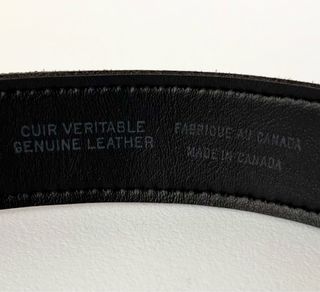 CUIR VERITABLE
GENUINE LEATHER
FABRIQUE AU CANADA
MADE IN CANADA